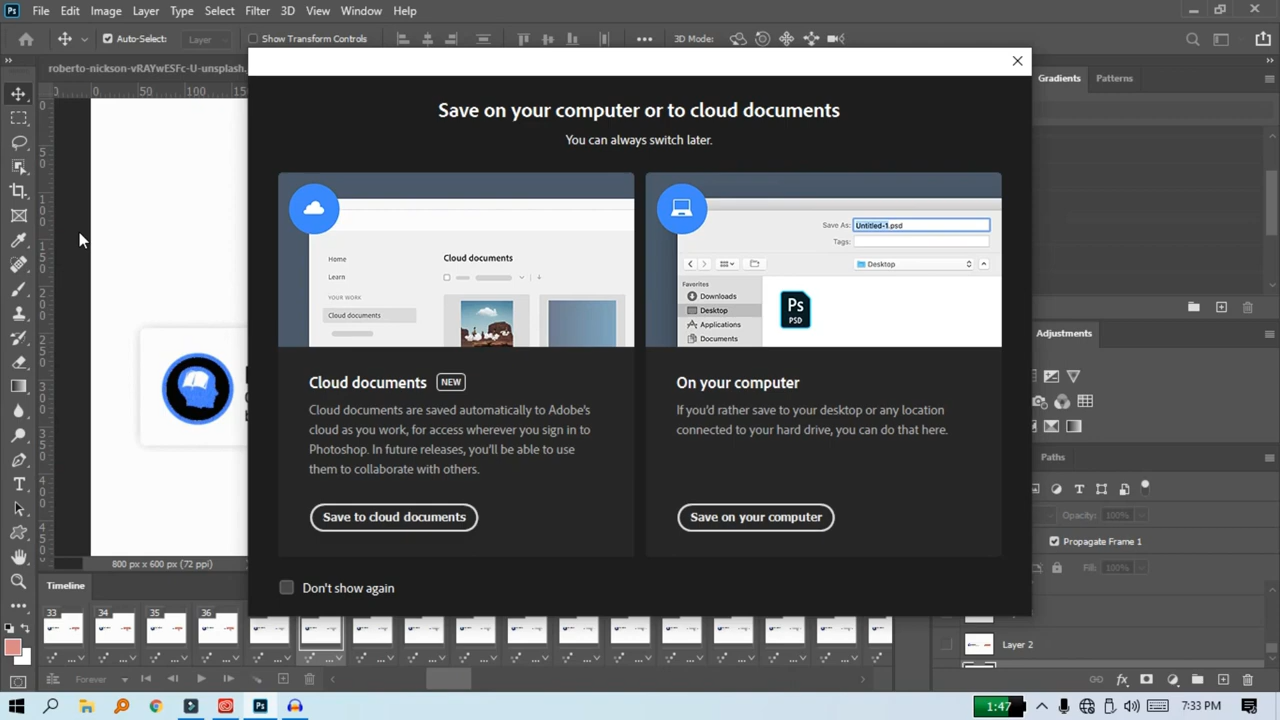 Ps File Edit Image Layer Type Select Filter 3D View Window Help
Auto-Select: Layer Show Transform Controls 3D Mode:
roberto-nickson-vRAYwESFc-U-unsplash.
Gradients Patterns
0 50 100
Save on your computer or to cloud documents
You can always switch later.
Home
Learn
YOUR WORK
Cloud documents
Cloud documents
Save As: Untitled-1.psd
Tags:
Desktop
Favorites
Downloads
Desktop
Applications
Documents
Ps
PSD
Cloud documents NEW
Cloud documents are saved automatically to Adobe's
cloud as you work, for access wherever you sign in to
Photoshop. In future releases, you'll be able to use
them to collaborate with others.
Save to cloud documents
On your computer
If you'd rather save to your desktop or any location
connected to your hard drive, you can do that here.
Save on your computer
Don't show again
Adjustments
Paths
Opacity: 100%
Propagate Frame 1
Fill: 100%
Layer 2
800 px x 600 px (72 ppi)
Timeline
33 34 35 36
Forever
Ps
1:47
7:33 PM